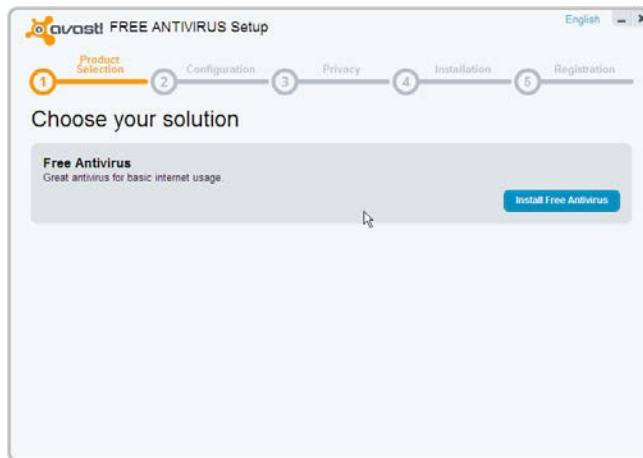 avast! FREE ANTIVIRUS Setup
English
Product
Selection
Configuration
Privacy
Installation
Registration
1
2
3
4
5
Choose your solution
Free Antivirus
Great antivirus for basic internet usage.
Install Free Antivirus